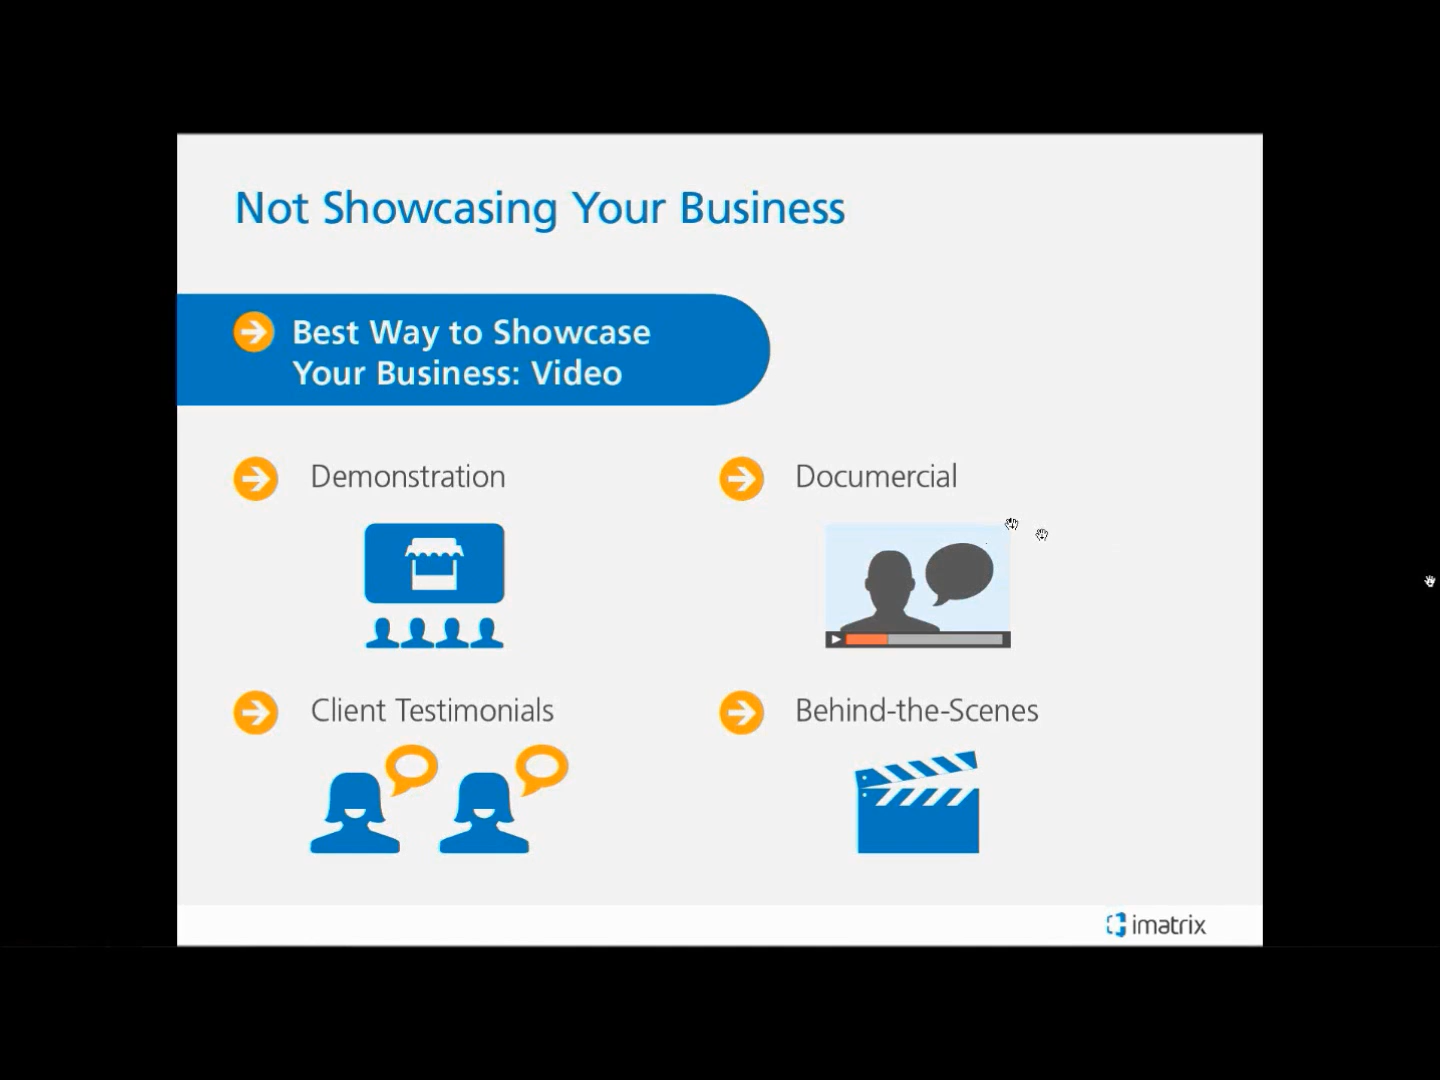 Not Showcasing Your Business
Best Way to Showcase
Your Business: Video
Demonstration
Documercial
Client Testimonials
Behind-the-Scenes
imatrix